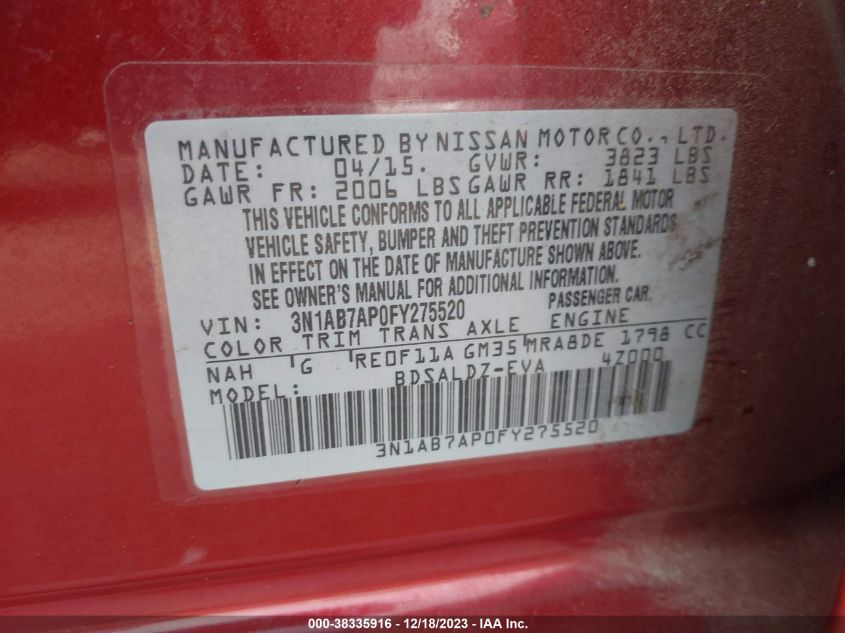 MANUFACTURED BY NISSAN MOTOR CO., LTD.
DATE: 04/15. GVWR: 3823 LBS
GAWR FR: 2006 LBS GAWR RR: 1841 LBS
THIS VEHICLE CONFORMS TO ALL APPLICABLE FEDERAL MOTOR
VEHICLE SAFETY, BUMPER AND THEFT PREVENTION STANDARDS
IN EFFECT ON THE DATE OF MANUFACTURE SHOWN ABOVE.
SEE OWNER'S MANUAL FOR ADDITIONAL INFORMATION.
VIN: 3N1AB7AP0FY275520 PASSENGER CAR.
COLOR TRIM TRANS AXLE ENGINE
NAH G RE0F11A GM35 MRA8DE 1798 CC
MODEL: BDSALDZ-EVA 4Z000
3N1AB7AP0FY275520
000-38335916 - 12/18/2023 - IAA Inc.